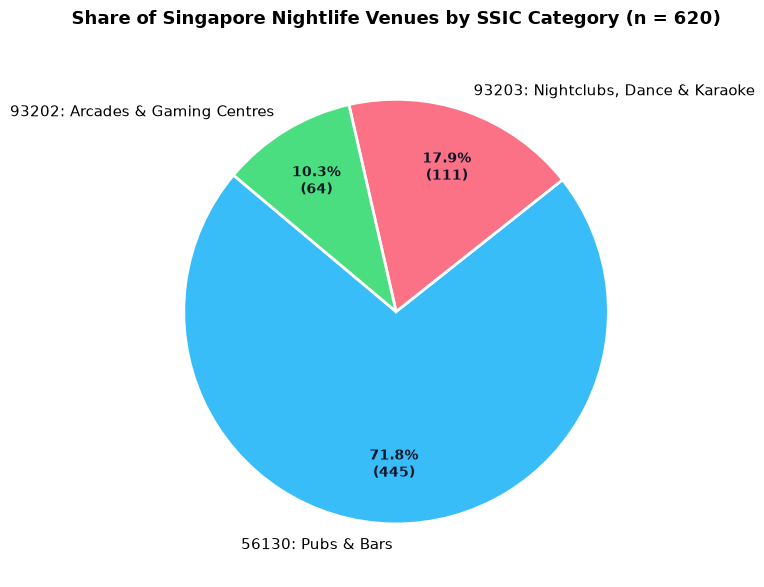 Share of Singapore Nightlife Venues by SSIC Category (n = 620)
93203: Nightclubs, Dance & Karaoke
93202: Arcades & Gaming Centres
17.9%
(111)
10.3%
(64)
71.8%
(445)
56130: Pubs & Bars